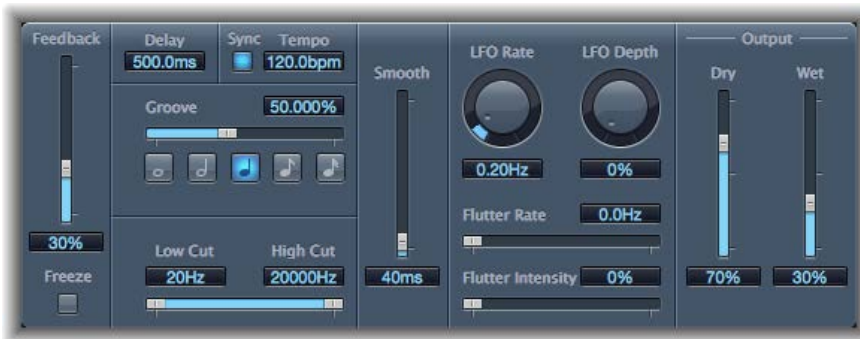 Feedback
30%
Freeze
Delay
500.0ms
Sync
Tempo
120.0bpm
Groove
50.000%
Low Cut
20Hz
High Cut
20000Hz
Smooth
40ms
LFO Rate
0.20Hz
LFO Depth
0%
Flutter Rate
0.0Hz
Flutter Intensity
0%
Output
Dry
70%
Wet
30%